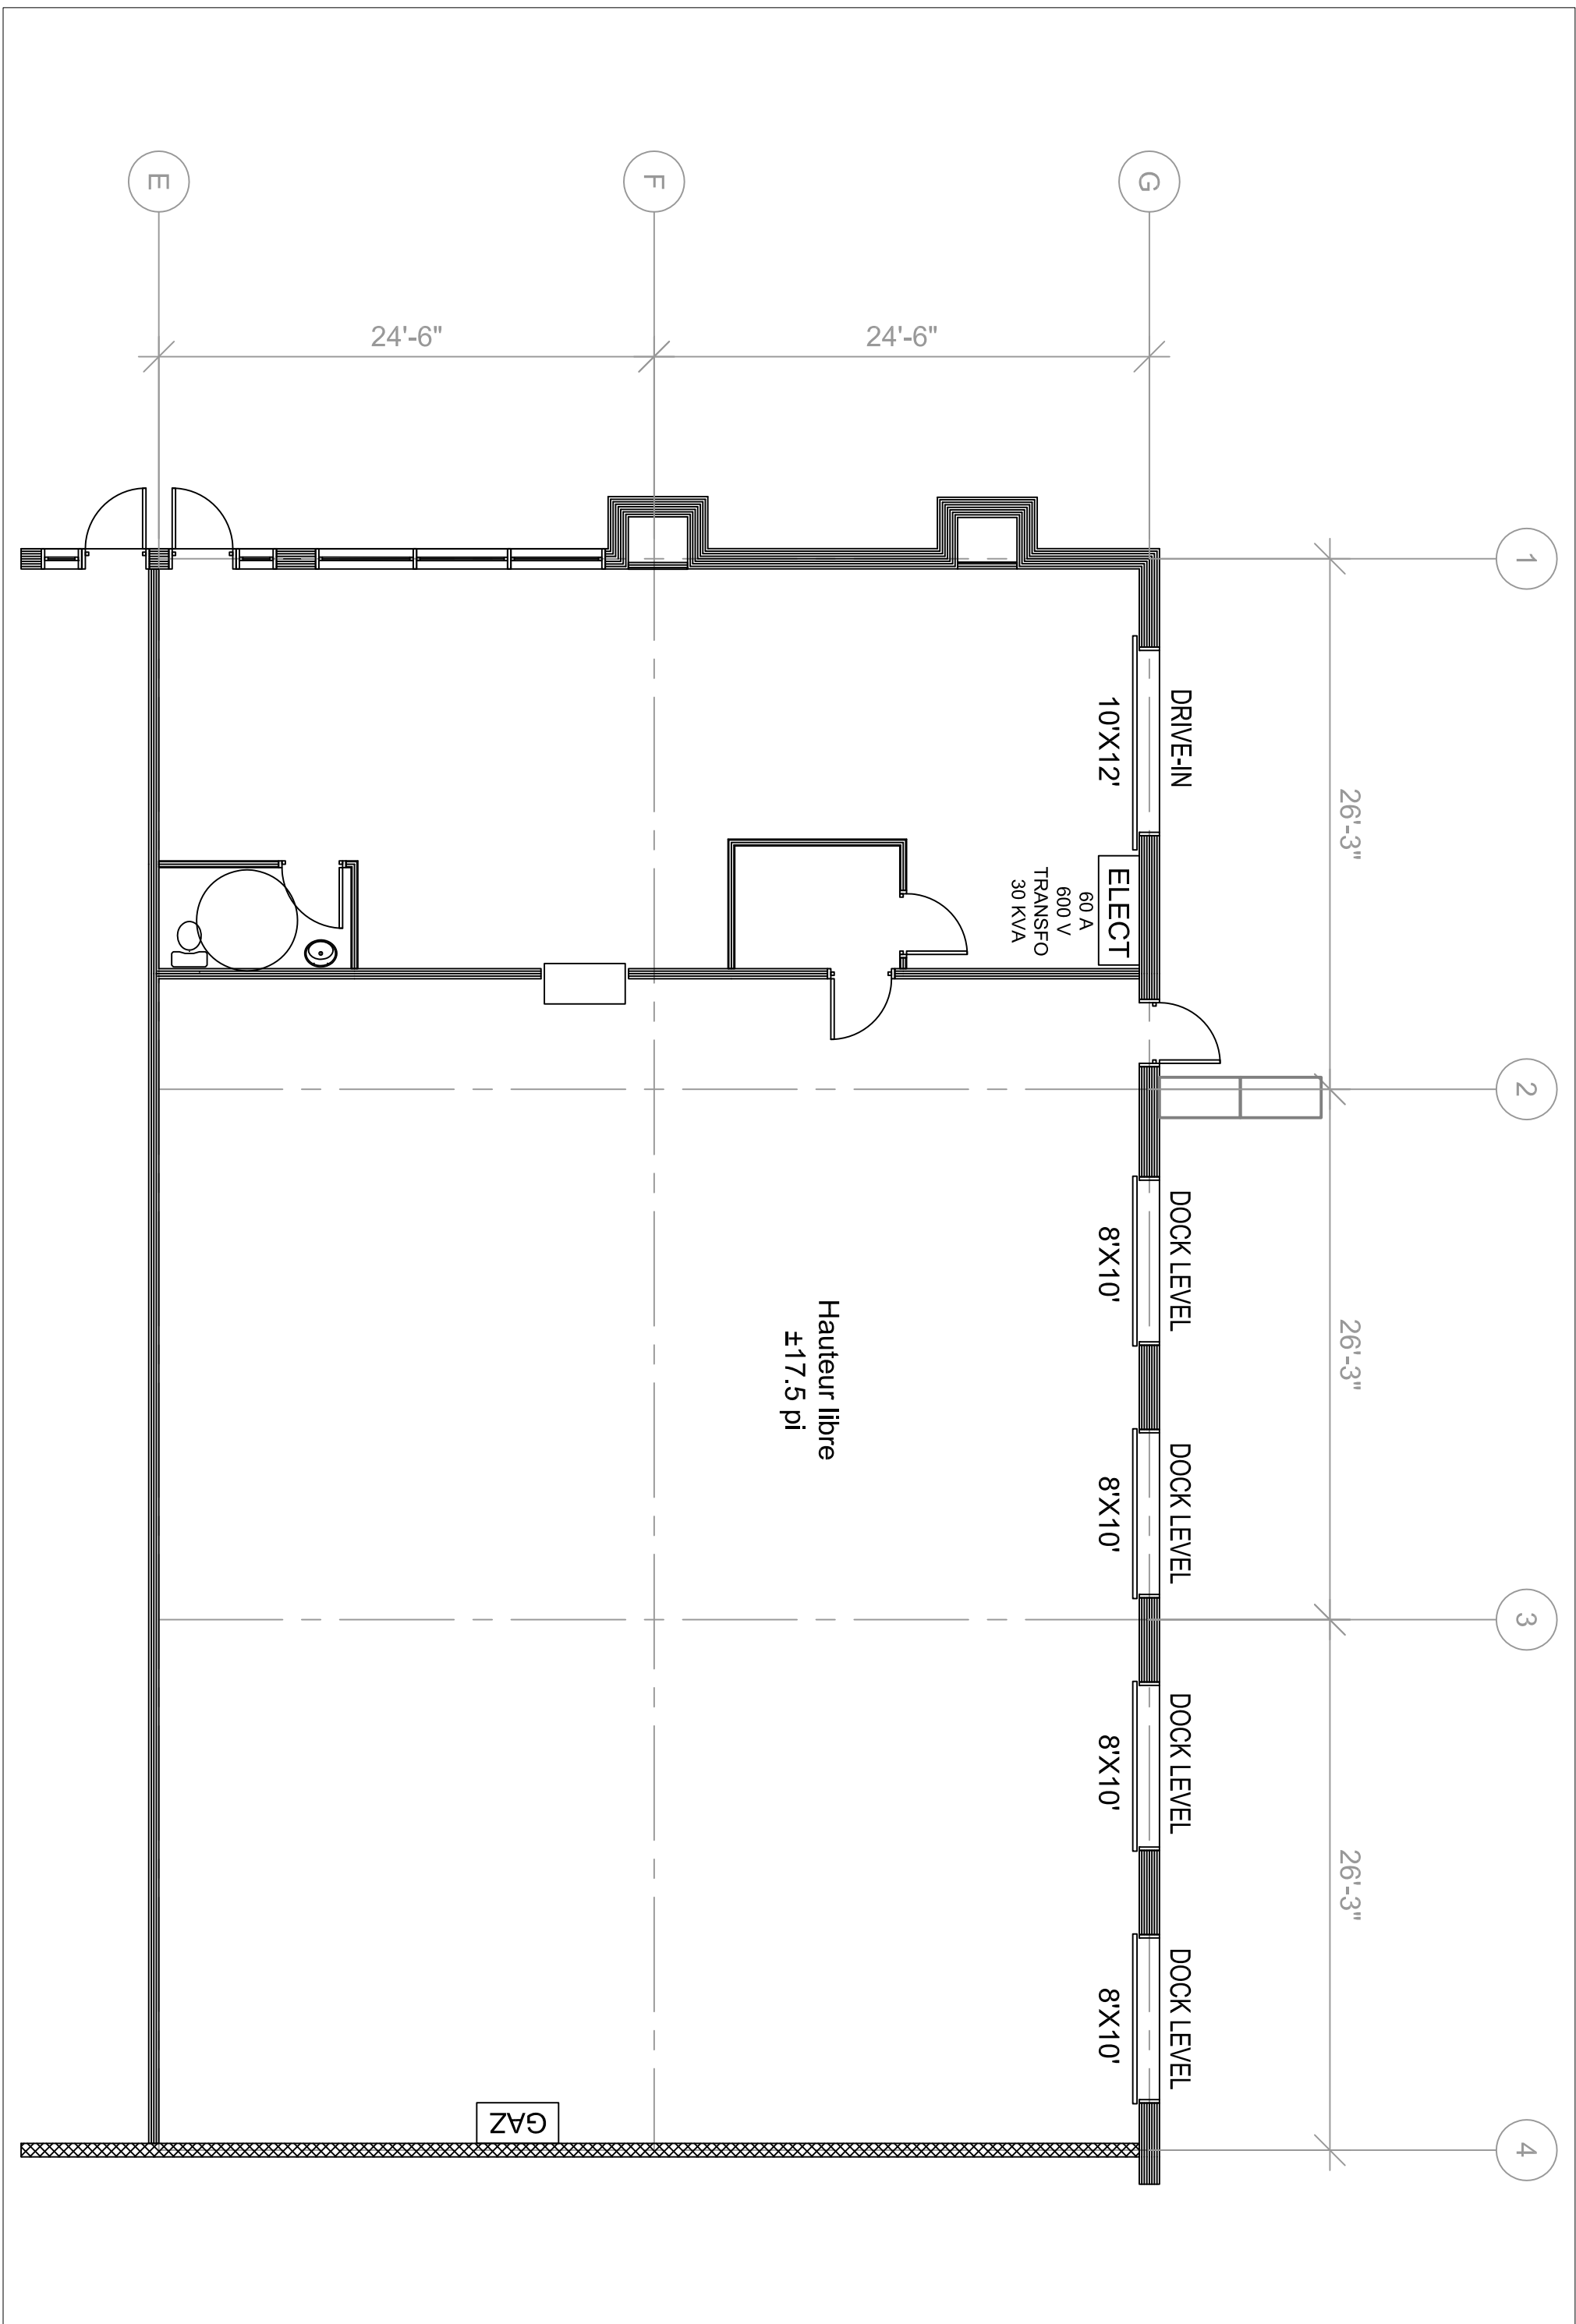 E
F
G
24'-6"
24'-6"
1
2
3
4
26'-3"
26'-3"
26'-3"
DRIVE-IN
10'X12'
ELECT
60 A
600 V
TRANSFO
30 KVA
DOCK LEVEL
8'X10'
DOCK LEVEL
8'X10'
DOCK LEVEL
8'X10'
DOCK LEVEL
8'X10'
Hauteur libre
±17.5 pi
GAZ